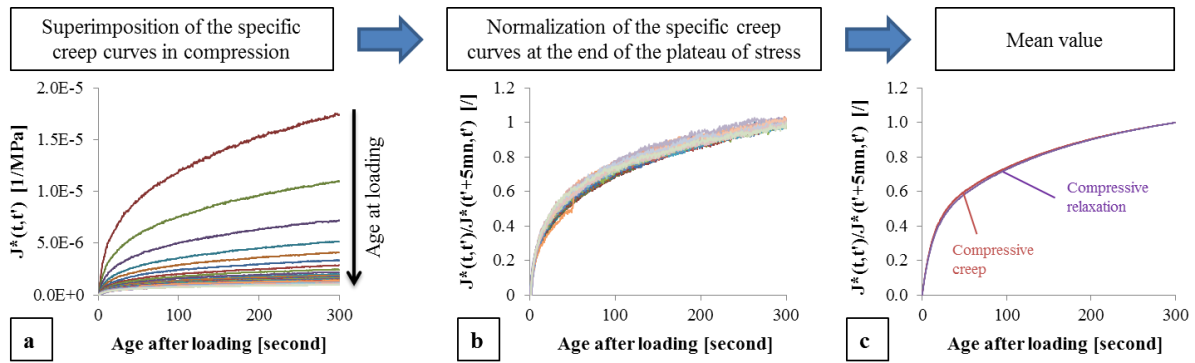 Superimposition of the specific
creep curves in compression
Normalization of the specific creep
curves at the end of the plateau of stress
Mean value
J*(t,t') [1/MPa]
2.0E-5
1.5E-5
1.0E-5
5.0E-6
0.0E+0
0
100
200
300
Age at loading
a
Age after loading [second]
J*(t,t')/J*(t'+5mn,t') [/]
1.2
1.0
0.8
0.6
0.4
0.2
0
0
100
200
300
b
Age after loading [second]
J*(t,t')/J*(t'+5mn,t') [/]
1.2
1.0
0.8
0.6
0.4
0.2
0
0
100
200
300
Compressive
relaxation
Compressive
creep
c
Age after loading [second]